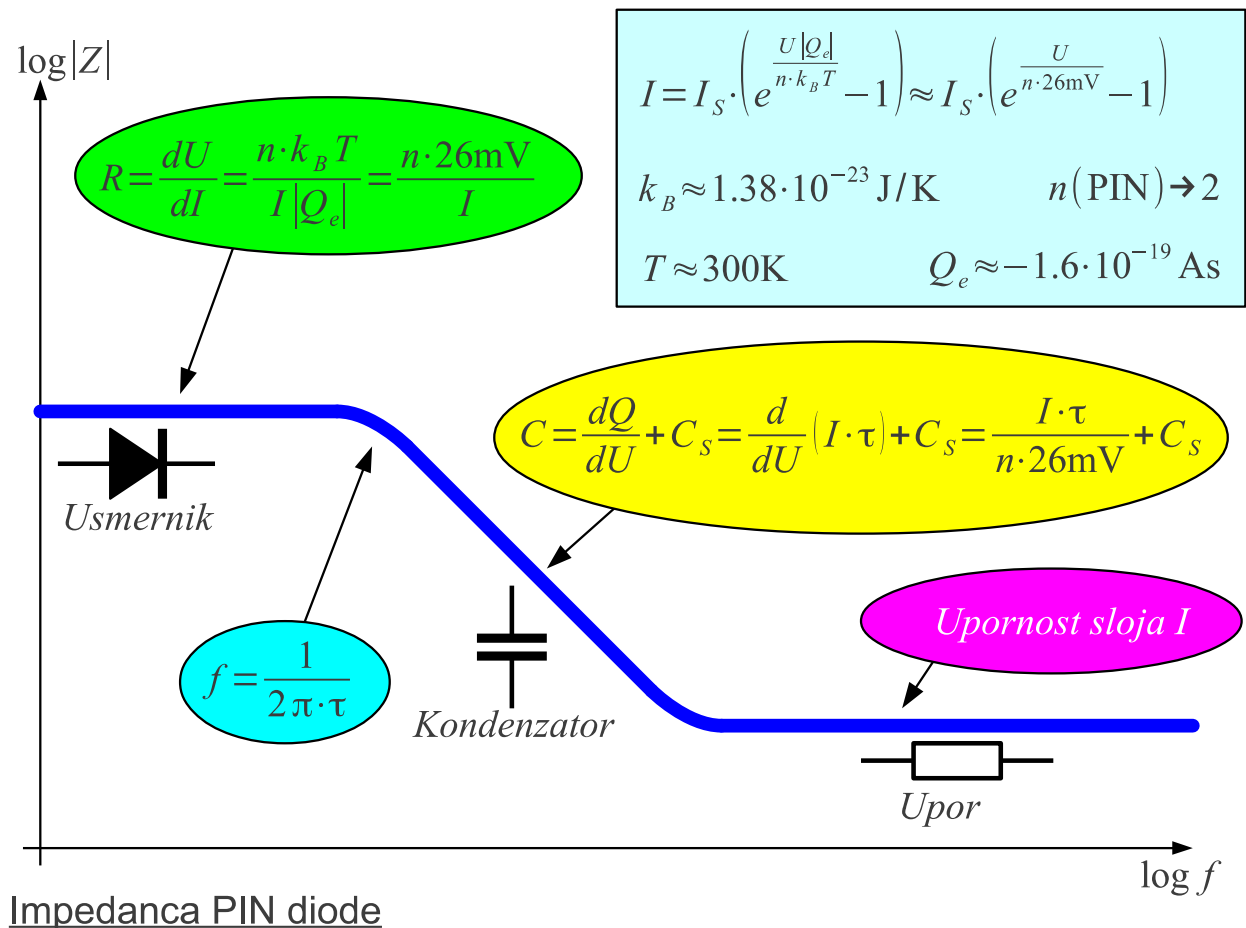 log|Z|
I = I_S·(e^(U|Q_e|/(n·k_B T)) − 1) ≈ I_S·(e^(U/(n·26mV)) − 1)
k_B ≈ 1.38·10^−23 J/K n(PIN)→2
T ≈ 300K Q_e ≈ −1.6·10^−19 As
R = dU/dI = n·k_B T/(I|Q_e|) = n·26mV/I
C = dQ/dU + C_S = d/dU (I·τ) + C_S = I·τ/(n·26mV) + C_S
Usmernik
f = 1/(2π·τ)
Kondenzator
Upornost sloja I
Upor
log f
Impedanca PIN diode